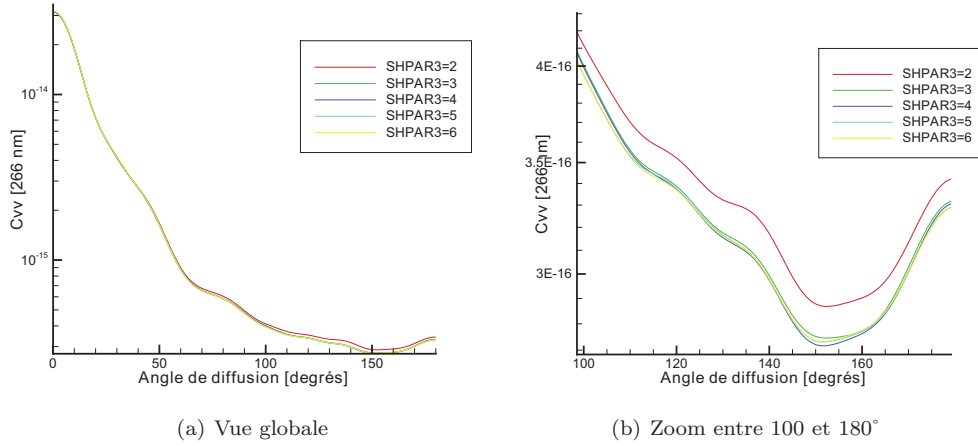 Cvv [266 nm]
10^-14
10^-15
SHPAR3=2
SHPAR3=3
SHPAR3=4
SHPAR3=5
SHPAR3=6
0 50 100 150
Angle de diffusion [degrés]
(a) Vue globale
Cvv [266 nm]
4E-16
3.5E-16
3E-16
SHPAR3=2
SHPAR3=3
SHPAR3=4
SHPAR3=5
SHPAR3=6
100 120 140 160
Angle de diffusion [degrés]
(b) Zoom entre 100 et 180°